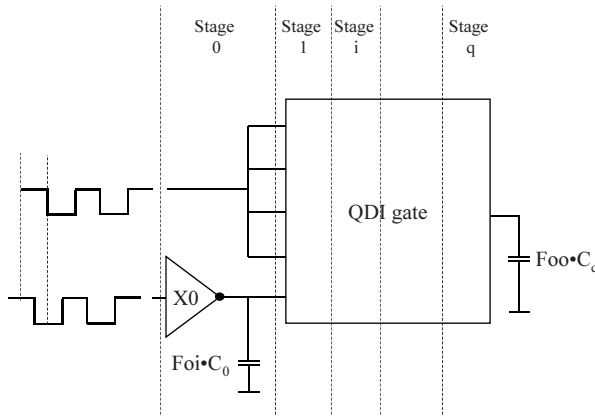 Stage Stage Stage Stage
0 1 i q
QDI gate
X0
Foo•C
Foi•C₀